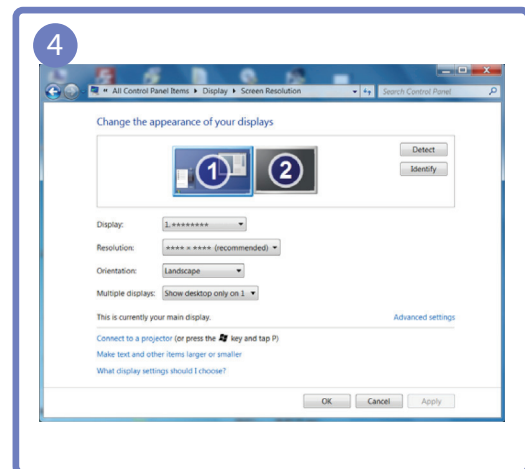 4
« All Control Panel Items ▸ Display ▸ Screen Resolution
Search Control Panel
Change the appearance of your displays
1
2
Detect
Identify
Display: 1.********
Resolution: **** × **** (recommended)
Orientation: Landscape
Multiple displays: Show desktop only on 1
This is currently your main display.
Advanced settings
Connect to a projector (or press the key and tap P)
Make text and other items larger or smaller
What display settings should I choose?
OK Cancel Apply